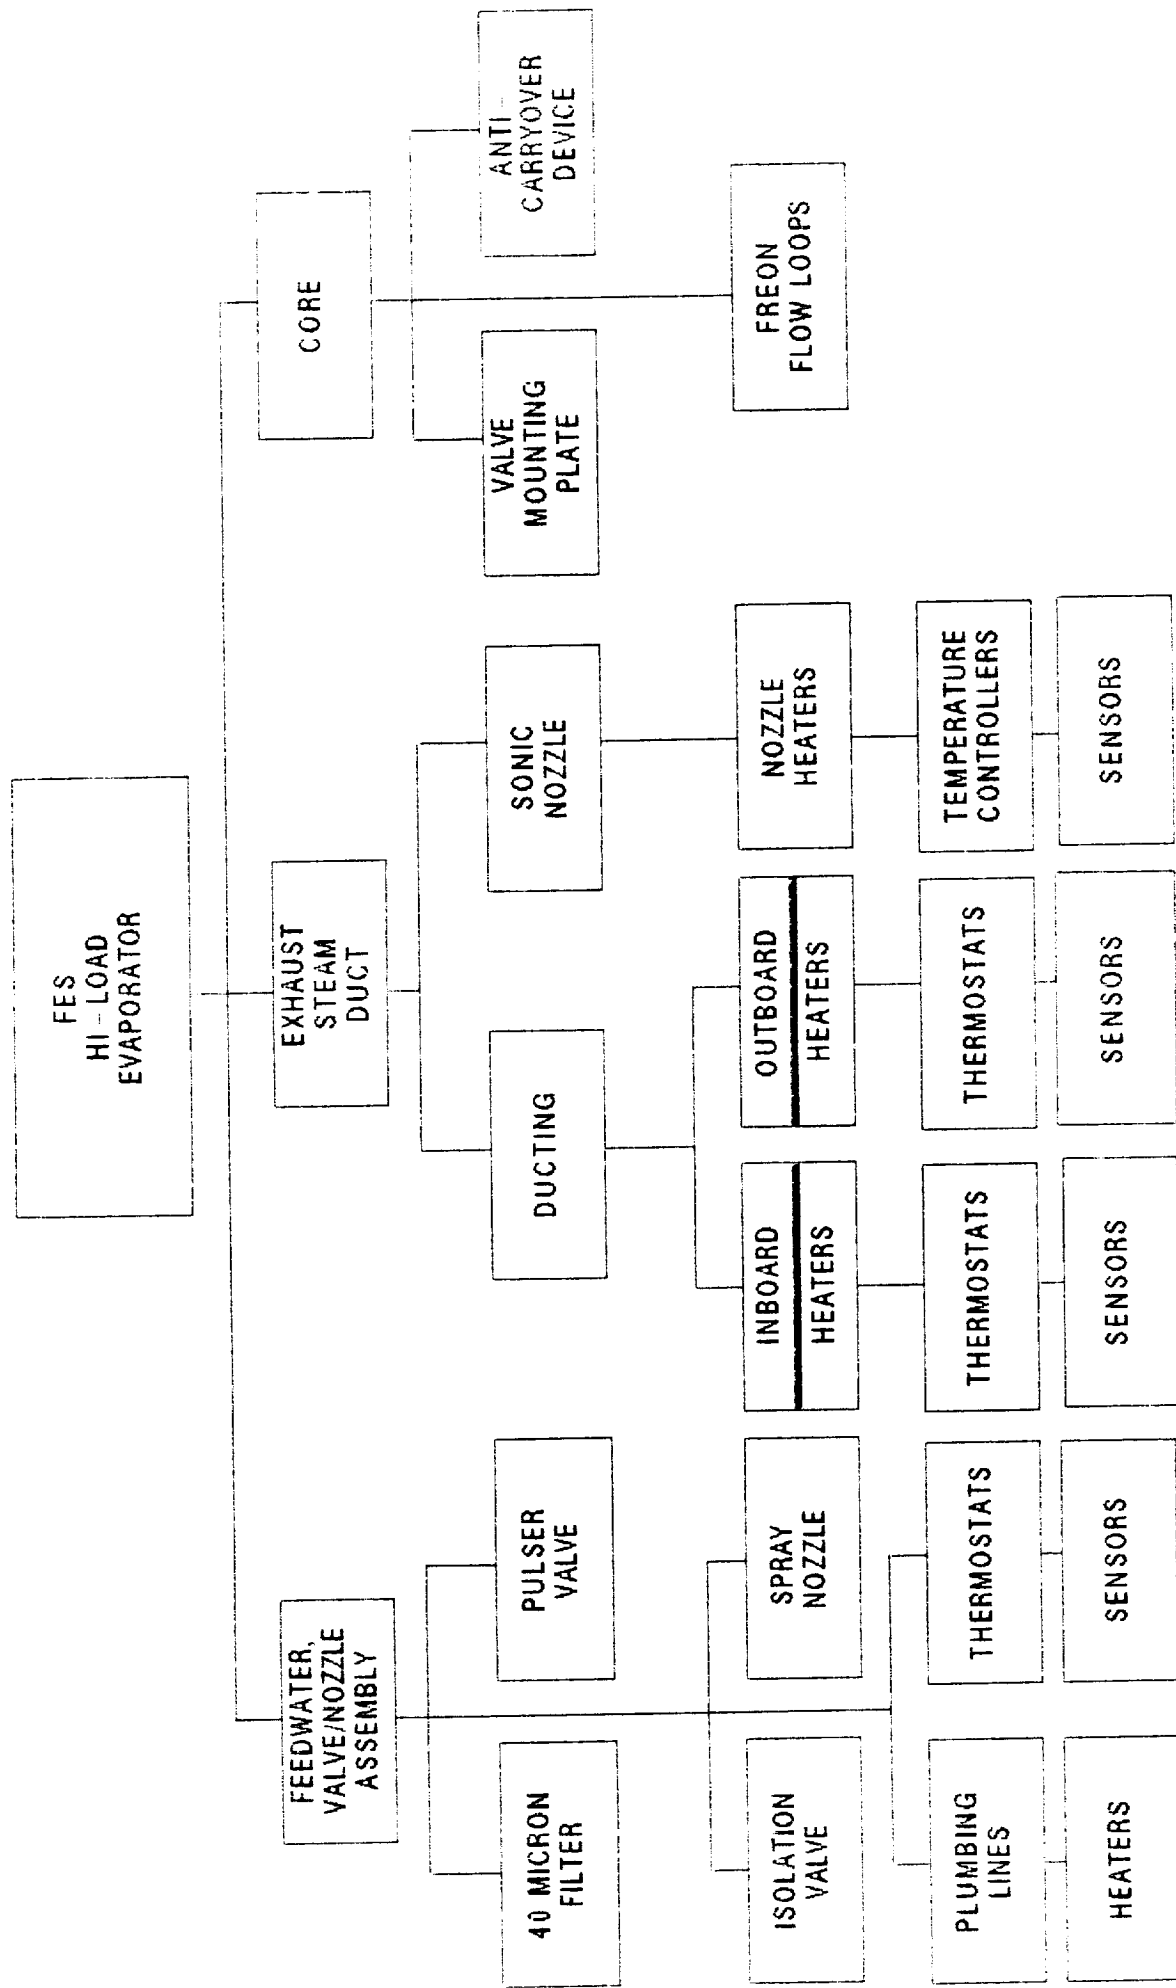 FES
HI-LOAD
EVAPORATOR
FEEDWATER,
VALVE/NOZZLE
ASSEMBLY
EXHAUST
STEAM
DUCT
CORE
40 MICRON
FILTER
PULSER
VALVE
DUCTING
SONIC
NOZZLE
VALVE
MOUNTING
PLATE
ANTI-
CARRYOVER
DEVICE
ISOLATION
VALVE
SPRAY
NOZZLE
INBOARD
HEATERS
OUTBOARD
HEATERS
NOZZLE
HEATERS
FREON
FLOW LOOPS
PLUMBING
LINES
THERMOSTATS
THERMOSTATS
THERMOSTATS
TEMPERATURE
CONTROLLERS
HEATERS
SENSORS
SENSORS
SENSORS
SENSORS